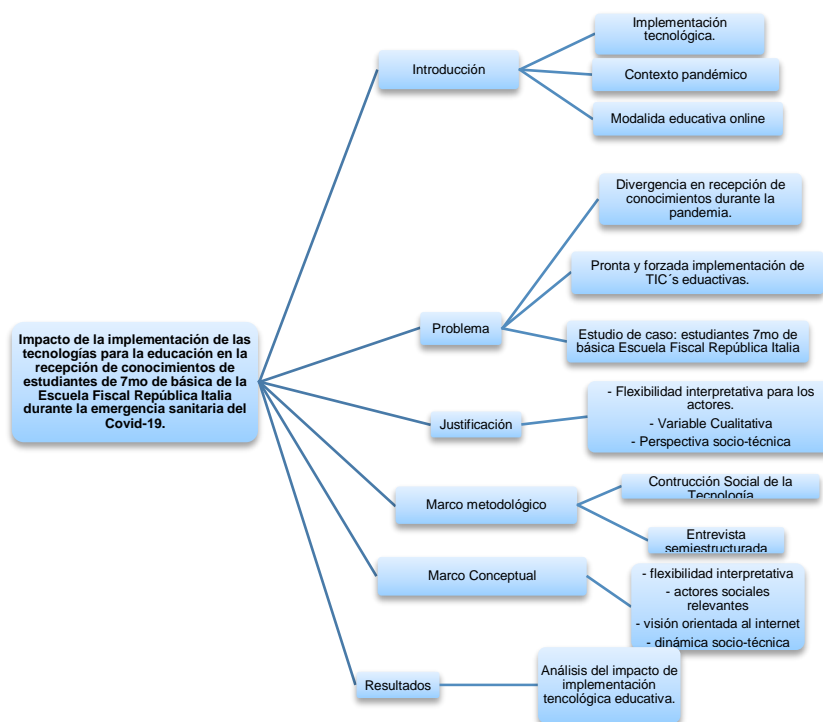 Impacto de la implementación de las
tecnologías para la educación en la
recepción de conocimientos de
estudiantes de 7mo de básica de la
Escuela Fiscal República Italia
durante la emergencia sanitaria del
Covid-19.
Introducción
Implementación
tecnológica.
Contexto pandémico
Modalida educativa online
Problema
Divergencia en recepción de
conocimientos durante la
pandemia.
Pronta y forzada implementación de
TIC´s eduactivas.
Estudio de caso: estudiantes 7mo de
básica Escuela Fiscal República Italia
Justificación
- Flexibilidad interpretativa para los
actores.
- Variable Cualitativa
- Perspectiva socio-técnica
Marco metodológico
Contrucción Social de la
Tecnología
Entrevista
semiestructurada
Marco Conceptual
- flexibilidad interpretativa
- actores sociales
relevantes
- visión orientada al internet
- dinámica socio-técnica
Resultados
Análisis del impacto de
implementación
tencológica educativa.